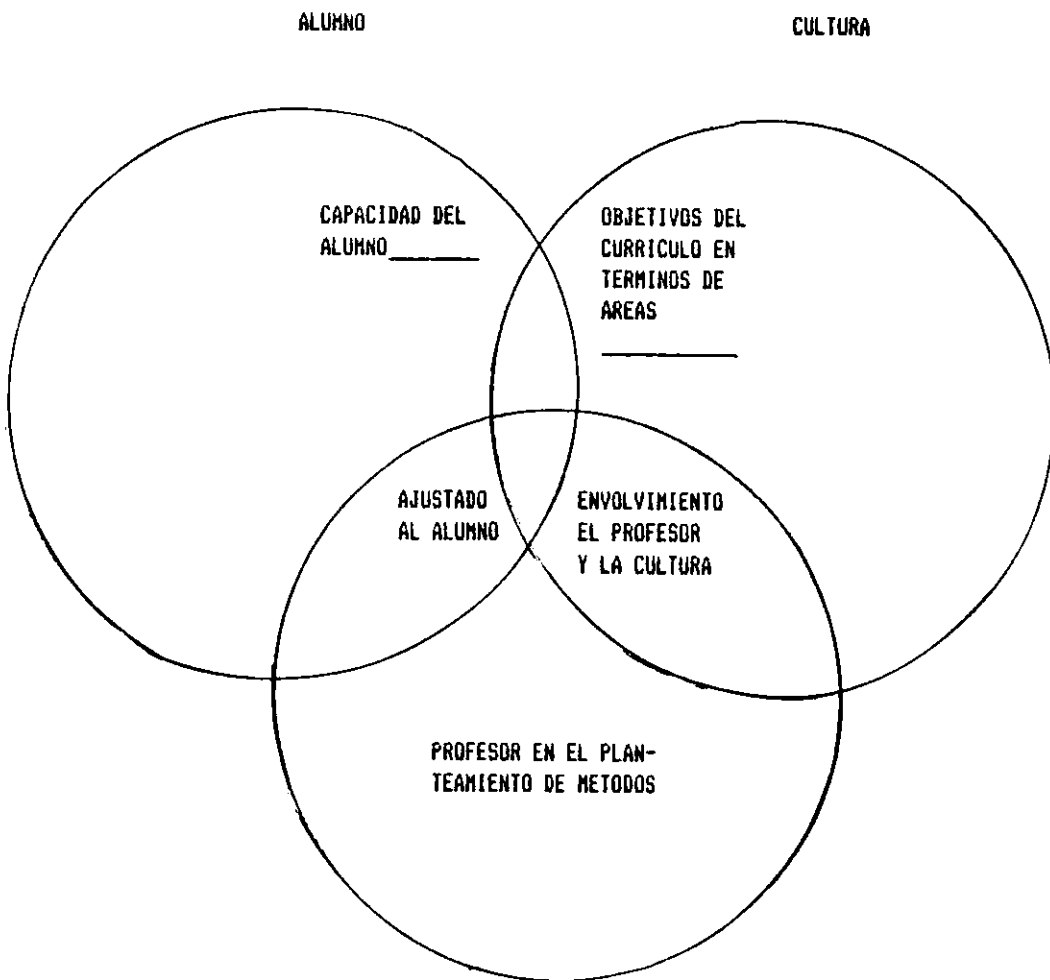 ALUMNO
CULTURA
CAPACIDAD DEL
ALUMNO
OBJETIVOS DEL
CURRICULO EN
TERMINOS DE
AREAS
AJUSTADO
AL ALUMNO
ENVOLVIMIENTO
EL PROFESOR
Y LA CULTURA
PROFESOR EN EL PLAN-
TEAMIENTO DE METODOS